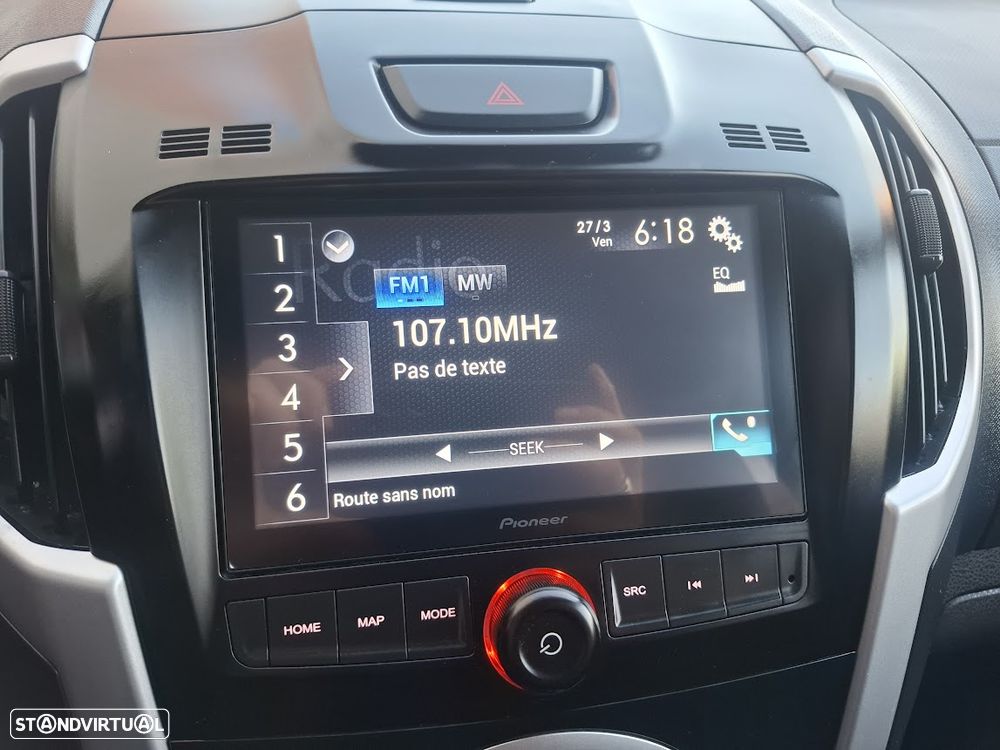 1
2
3
4
5
6
Radio
27/3
Ven
6:18
FM1
MW
EQ
107.10MHz
Pas de texte
SEEK
Route sans nom
Pioneer
HOME
MAP
MODE
SRC
STANDVIRTUAL